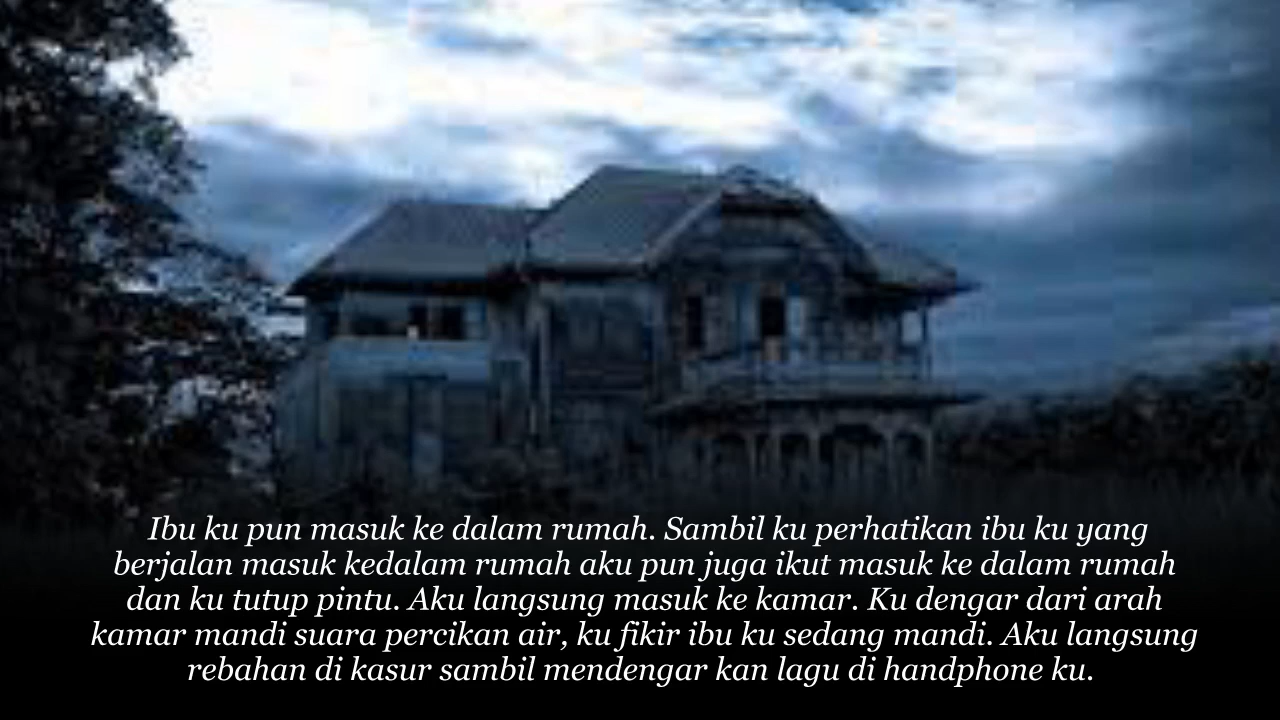 Ibu ku pun masuk ke dalam rumah. Sambil ku perhatikan ibu ku yang
berjalan masuk kedalam rumah aku pun juga ikut masuk ke dalam rumah
dan ku tutup pintu. Aku langsung masuk ke kamar. Ku dengar dari arah
kamar mandi suara percikan air, ku fikir ibu ku sedang mandi. Aku langsung
rebahan di kasur sambil mendengar kan lagu di handphone ku.